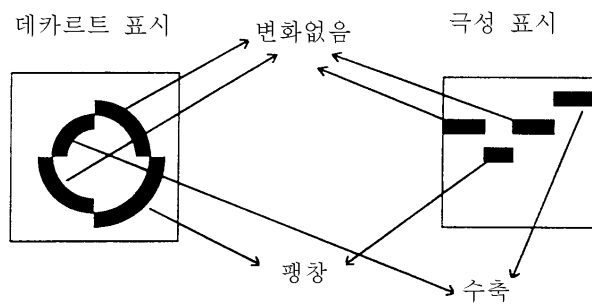 데카르트 표시
변화없음
극성 표시
팽창
수축